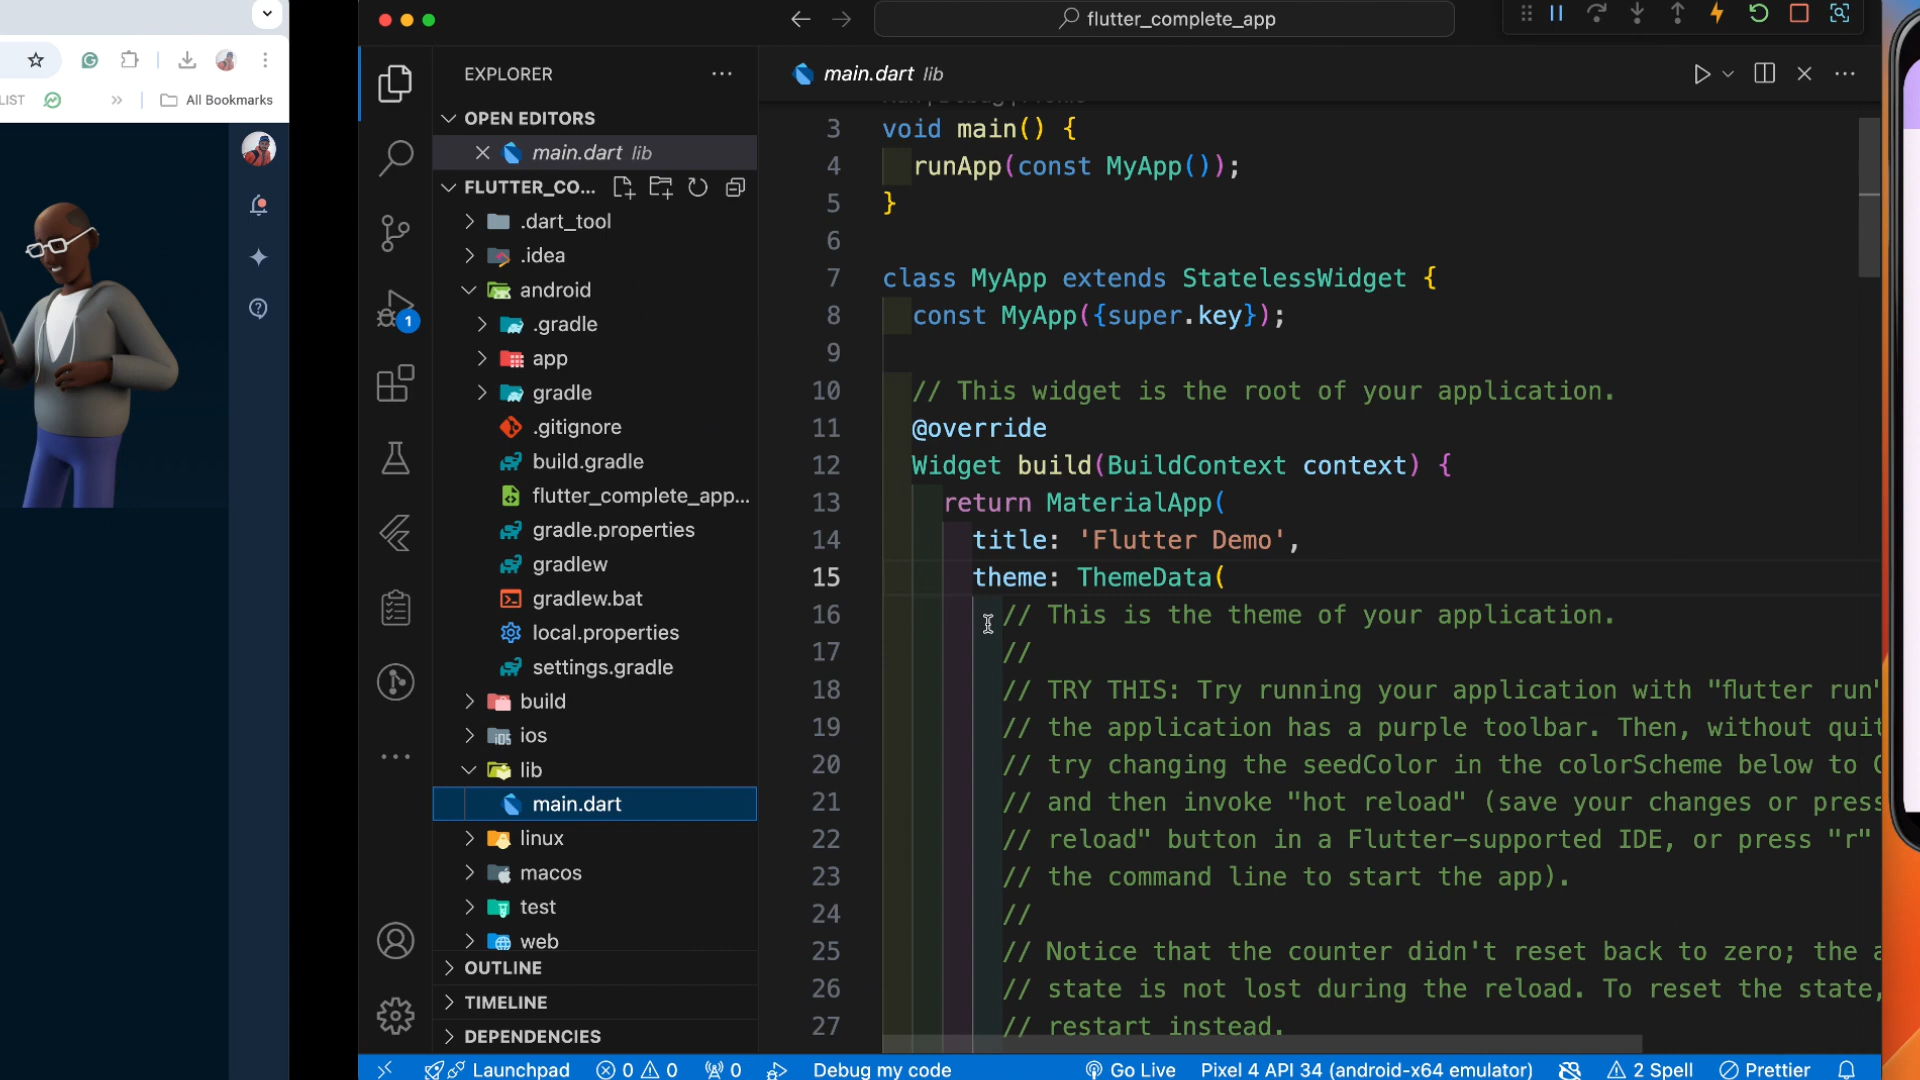 LIST
All Bookmarks
flutter_complete_app
EXPLORER
OPEN EDITORS
main.dart lib
FLUTTER_CO...
.dart_tool
.idea
android
.gradle
app
gradle
.gitignore
build.gradle
flutter_complete_app...
gradle.properties
gradlew
gradlew.bat
local.properties
settings.gradle
build
ios
lib
main.dart
linux
macos
test
web
OUTLINE
TIMELINE
DEPENDENCIES
1
main.dart lib
3 void main() {
4 runApp(const MyApp());
5 }
6
7 class MyApp extends StatelessWidget {
8 const MyApp({super.key});
9
10 // This widget is the root of your application.
11 @override
12 Widget build(BuildContext context) {
13 return MaterialApp(
14 title: 'Flutter Demo',
15 theme: ThemeData(
16 // This is the theme of your application.
17 //
18 // TRY THIS: Try running your application with "flutter run"
19 // the application has a purple toolbar. Then, without quit
20 // try changing the seedColor in the colorScheme below to C
21 // and then invoke "hot reload" (save your changes or press
22 // reload" button in a Flutter-supported IDE, or press "r"
23 // the command line to start the app).
24 //
25 // Notice that the counter didn't reset back to zero; the a
26 // state is not lost during the reload. To reset the state,
27 // restart instead.
Launchpad 0 0 0 Debug my code Go Live Pixel 4 API 34 (android-x64 emulator) 2 Spell Prettier